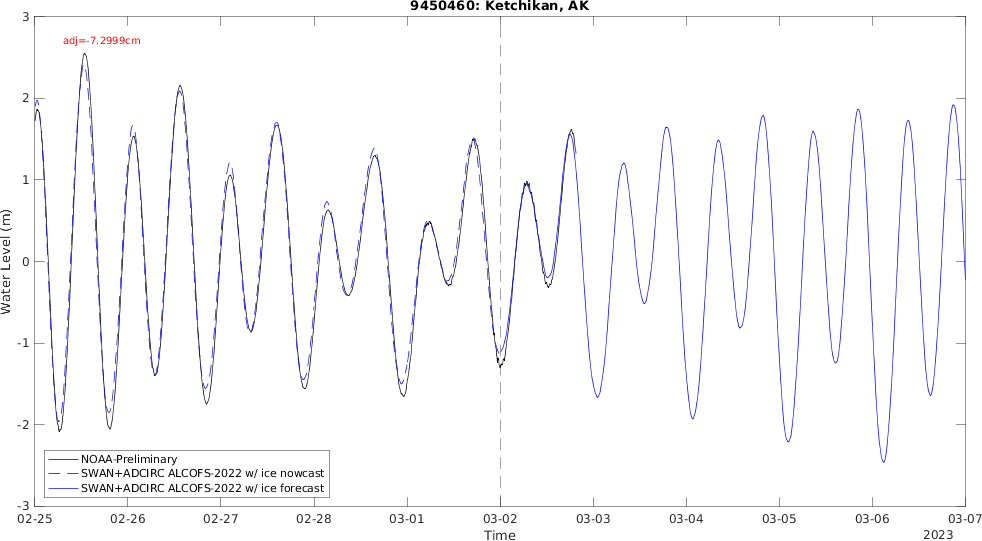 9450460: Ketchikan, AK
adj=-7.2999cm
3
2
1
0
-1
-2
-3
Water Level (m)
NOAA-Preliminary
SWAN+ADCIRC ALCOFS-2022 w/ ice nowcast
SWAN+ADCIRC ALCOFS-2022 w/ ice forecast
02-25 02-26 02-27 02-28 03-01 03-02 03-03 03-04 03-05 03-06 03-07
Time
2023